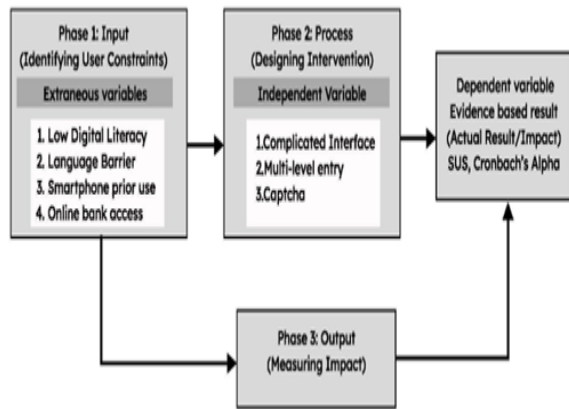 Phase 1: Input
(Identifying User Constraints)
Extraneous variables
1. Low Digital Literacy
2. Language Barrier
3. Smartphone prior use
4. Online bank access
Phase 2: Process
(Designing Intervention)
Independent Variable
1.Complicated Interface
2.Multi-level entry
3.Captcha
Dependent variable
Evidence based result
(Actual Result/Impact)
SUS, Cronbach's Alpha
Phase 3: Output
(Measuring Impact)